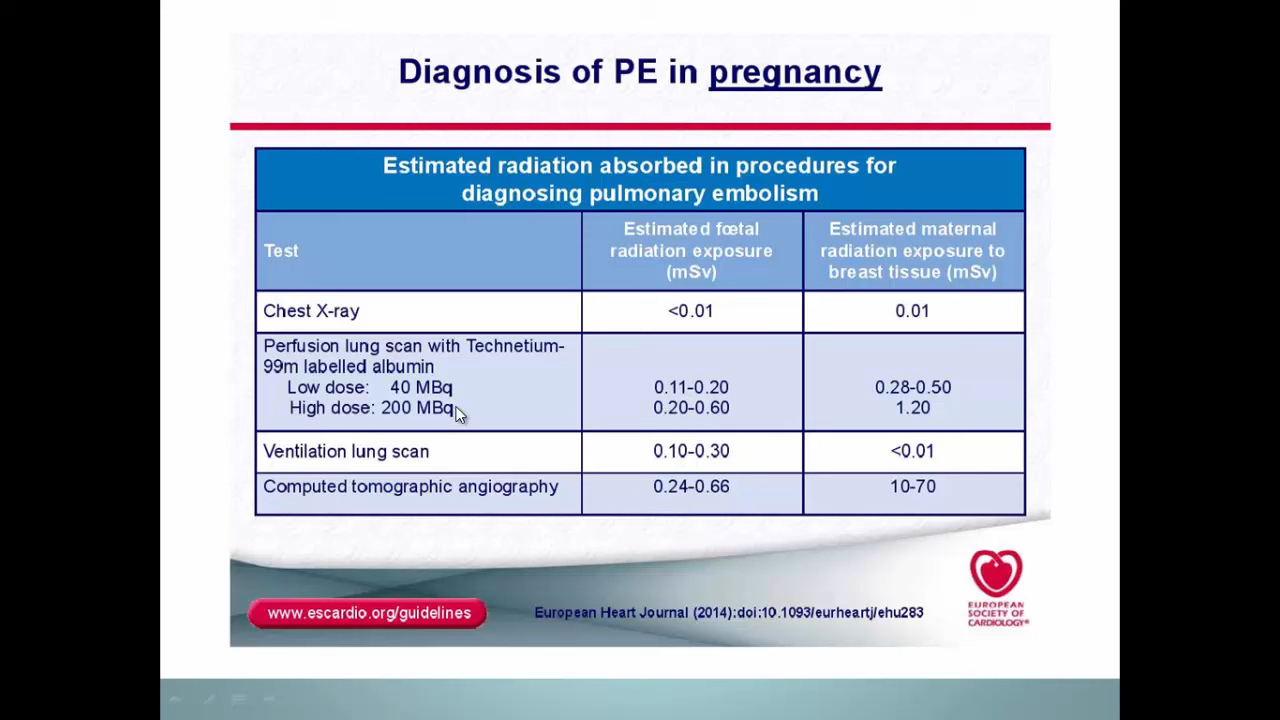 Diagnosis of PE in pregnancy
Estimated radiation absorbed in procedures for
diagnosing pulmonary embolism
Test
Estimated fœtal
radiation exposure
(mSv)
Estimated maternal
radiation exposure to
breast tissue (mSv)
Chest X-ray
<0.01
0.01
Perfusion lung scan with Technetium-
99m labelled albumin
Low dose: 40 MBq
0.11-0.20
0.28-0.50
High dose: 200 MBq
0.20-0.60
1.20
Ventilation lung scan
0.10-0.30
<0.01
Computed tomographic angiography
0.24-0.66
10-70
www.escardio.org/guidelines
European Heart Journal (2014):doi:10.1093/eurheartj/ehu283
EUROPEAN
SOCIETY OF
CARDIOLOGY®